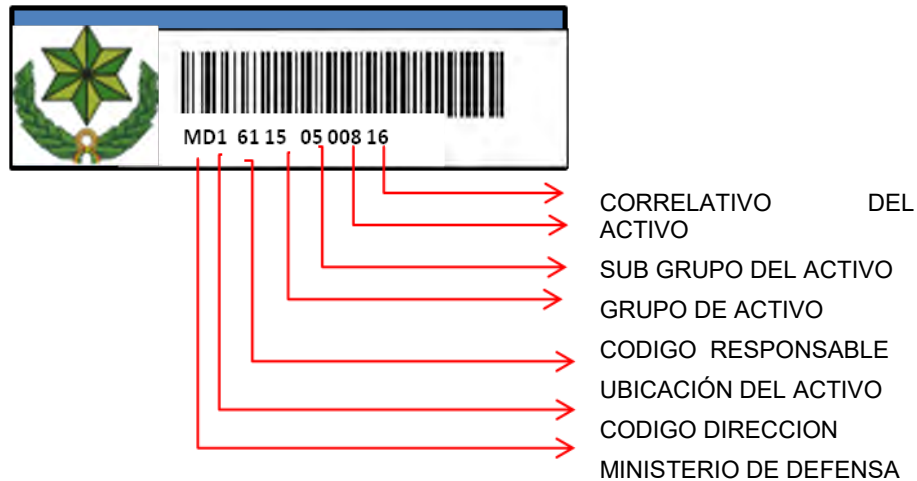 MD1 61 15 05 008 16
CORRELATIVO DEL
ACTIVO
SUB GRUPO DEL ACTIVO
GRUPO DE ACTIVO
CODIGO RESPONSABLE
UBICACIÓN DEL ACTIVO
CODIGO DIRECCION
MINISTERIO DE DEFENSA